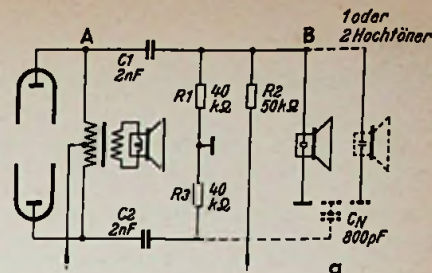 A
C1
2nF
B
1 oder
2 Hochtöner
R1
40
kΩ
R2
50kΩ
R3
40
kΩ
C2
2nF
CN
800pF
a